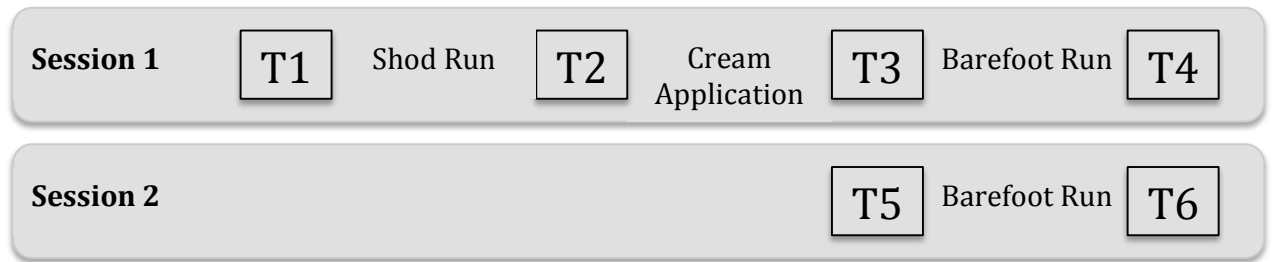 Session 1 T1 Shod Run T2 Cream Application T3 Barefoot Run T4
Session 2 T5 Barefoot Run T6